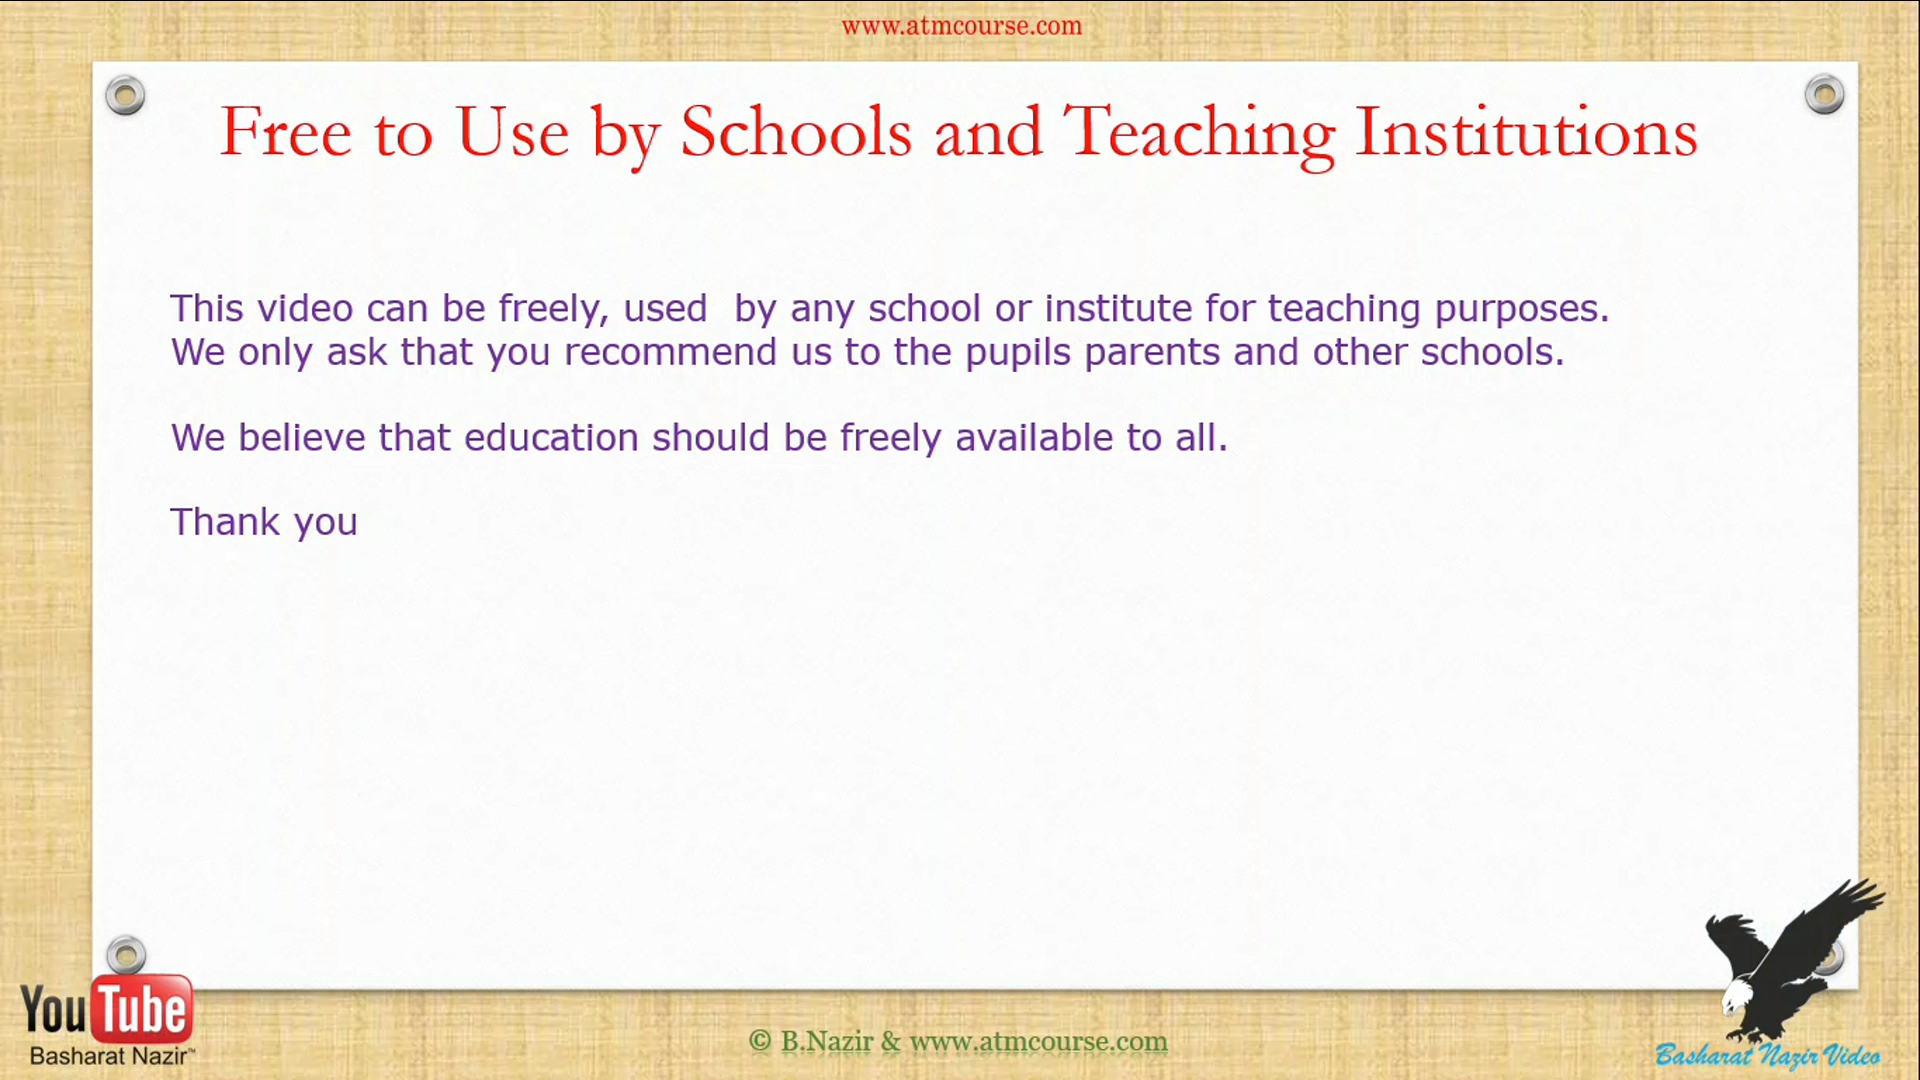 www.atmcourse.com
Free to Use by Schools and Teaching Institutions
This video can be freely, used  by any school or institute for teaching purposes.
We only ask that you recommend us to the pupils parents and other schools.
We believe that education should be freely available to all.
Thank you
YouTube
Basharat Nazir™
© B.Nazir & www.atmcourse.com
Basharat Nazir Video